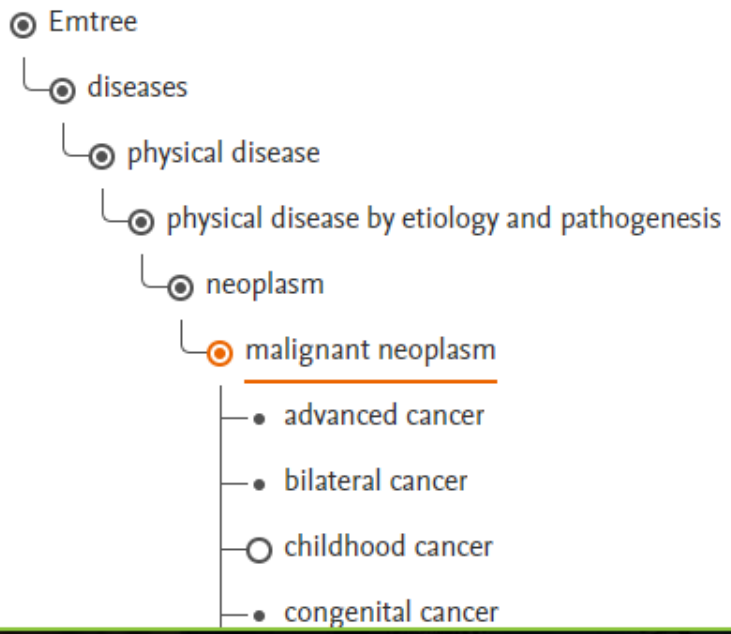 Emtree
diseases
physical disease
physical disease by etiology and pathogenesis
neoplasm
malignant neoplasm
advanced cancer
bilateral cancer
childhood cancer
congenital cancer